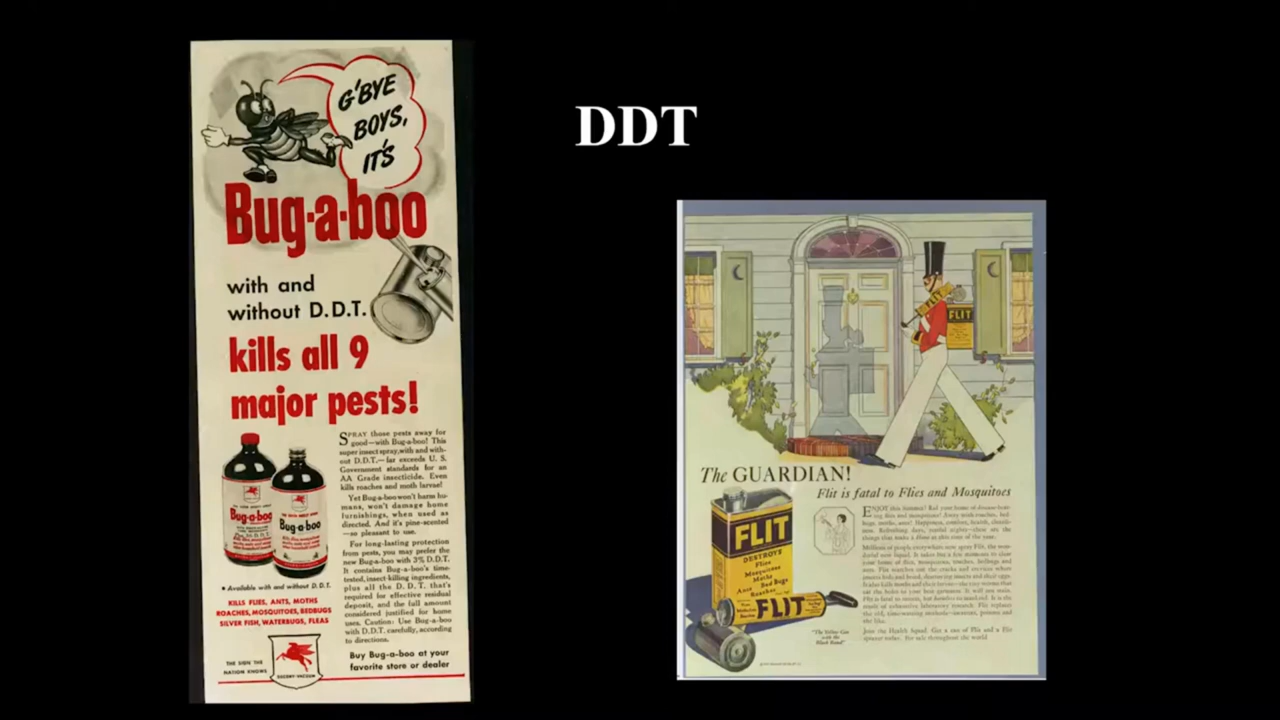 G'BYE
BOYS,
IT'S
Bug-a-boo
with and
without D.D.T.
kills all 9
major pests!
SPRAY those pests away for
good—with Bug-a-boo! This
super insect spray, with and with-
out D.D.T.—far exceeds U. S.
Government standards for an
AA Grade insecticide. Even
kills roaches and moth larvae!
Yet Bug-a-boo won't harm hu-
mans, won't damage home
furnishings, when used as
directed. And it's pine-scented
—so pleasant to use.
For long-lasting protection
from pests, you may prefer the
new Bug-a-boo with 3% D.D.T.
It contains Bug-a-boo's time-
tested, insect-killing ingredients,
plus all the D.D.T. that's
required for effective residual
deposit, and the full amount
considered justified for home
uses. Caution: Use Bug-a-boo
with D.D.T. carefully, according
to directions.
Buy Bug-a-boo at your
favorite store or dealer
Bug-a-boo
Bug-a-boo
• Available with and without D.D.T.
KILLS FLIES, ANTS, MOTHS
ROACHES, MOSQUITOES, BEDBUGS
SILVER FISH, WATERBUGS, FLEAS
THE SIGN THE
NATION KNOWS
SOCONY-VACUUM
DDT
FLIT
FLIT
The GUARDIAN!
Flit is fatal to Flies and Mosquitoes
FLIT
DESTROYS
Flies
Mosquitoes
Moths
Ants Bed Bugs
Roaches
FLIT
"The Yellow Can
with the
Black Band"